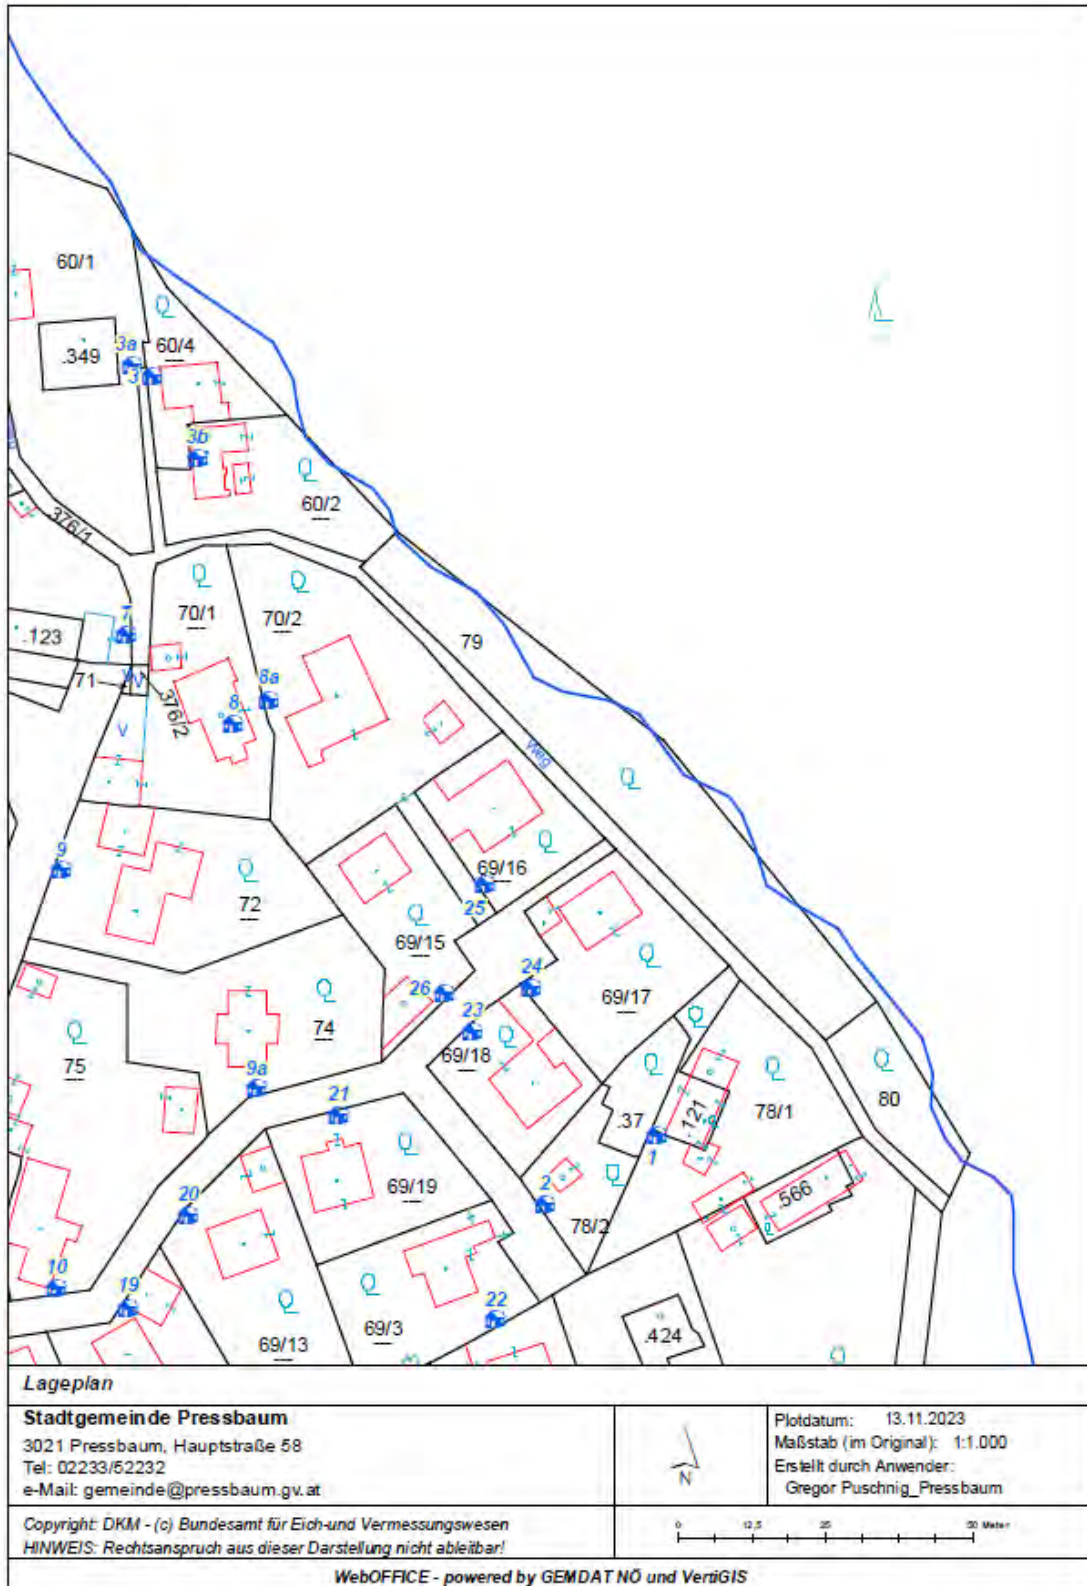 60/1
3a
60/4
.349
3
3b
60/2
376/1
7
70/1
70/2
.123
79
71
8a
376/2
8
V
Weg
9
69/16
72
25
69/15
24
26
69/17
23
74
69/18
75
9a
21
.37
.121
78/1
80
1
69/19
2
.566
20
78/2
10
19
22
69/3
.424
69/13
Lageplan
Stadtgemeinde Pressbaum
3021 Pressbaum, Hauptstraße 58
Tel: 02233/52232
e-Mail: gemeinde@pressbaum.gv.at
N
Plotdatum: 13.11.2023
Maßstab (im Original): 1:1.000
Erstellt durch Anwender:
Gregor Puschnig_Pressbaum
Copyright: DKM - (c) Bundesamt für Eich-und Vermessungswesen
HINWEIS: Rechtsanspruch aus dieser Darstellung nicht ableitbar!
0 12,5 25 50 Meter
WebOFFICE - powered by GEMDAT NÖ und VertiGIS